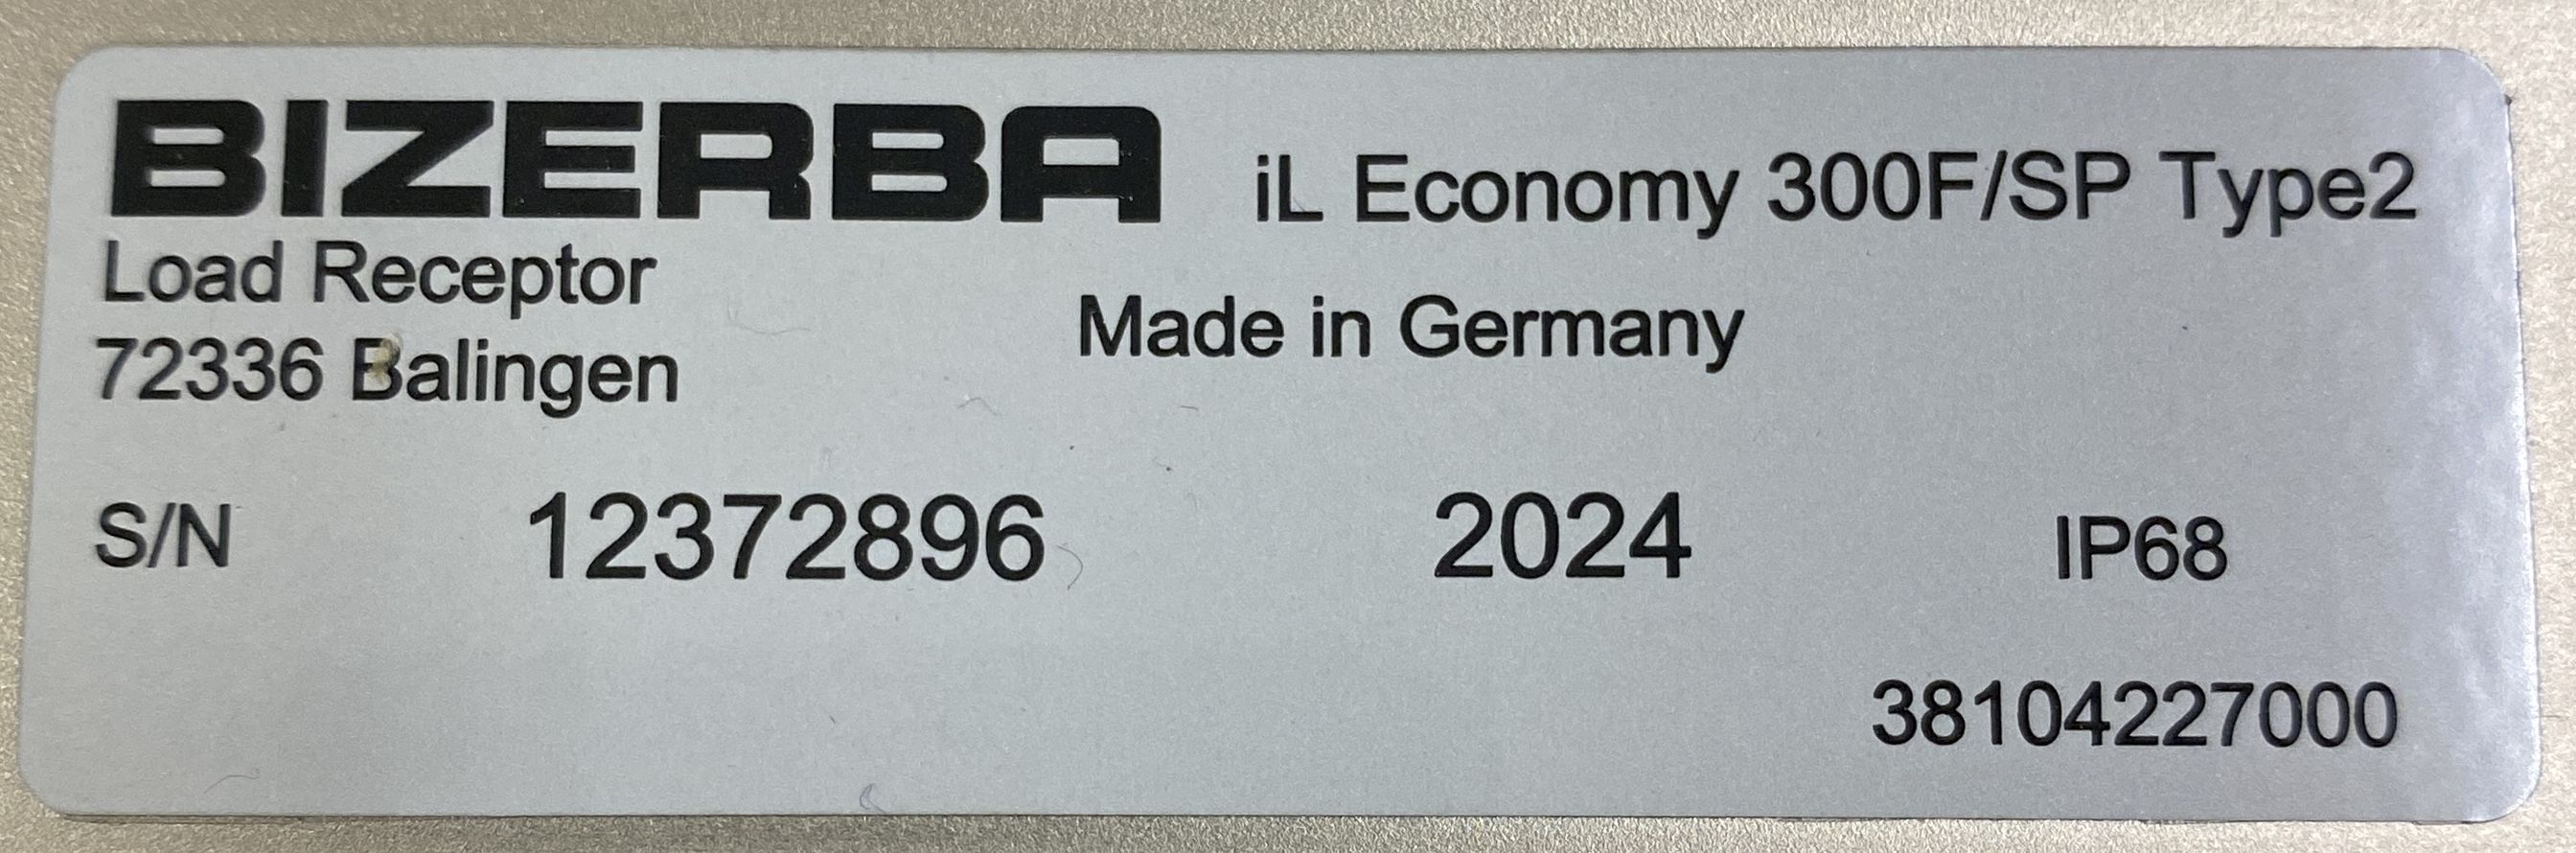 BIZERBA iL Economy 300F/SP Type2
Load Receptor
Made in Germany
72336 Balingen
S/N 12372896 2024 IP68
38104227000